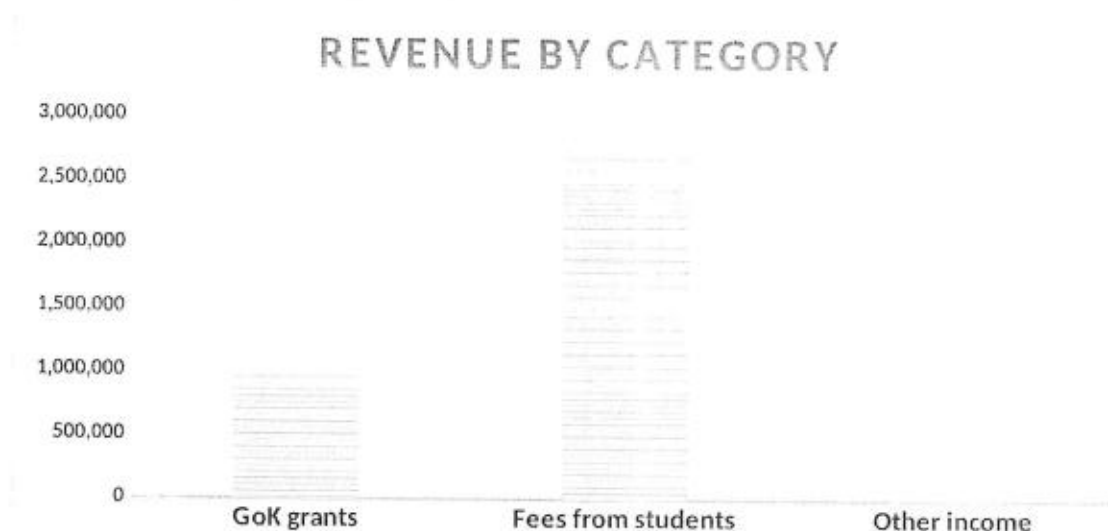 REVENUE BY CATEGORY
3,000,000
2,500,000
2,000,000
1,500,000
1,000,000
500,000
0
GoK grants
Fees from students
Other income